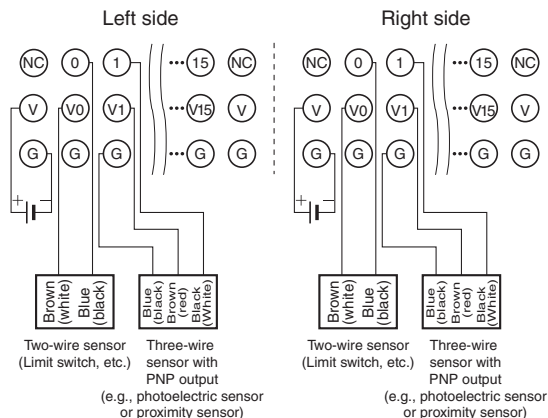 Left side Right side
NC 0 1 ···15 NC NC 0 1 ···15 NC
V V0 V1 V15 V V V0 V1 V15 V
G G G ···G G G G G ···G G
+ − + −
Brown (white) Blue (black) Blue (black) Brown (red) Black (White) Brown (white) Blue (black) Blue (black) Brown (red) Black (White)
Two-wire sensor
(Limit switch, etc.)
Three-wire
sensor with
PNP output
(e.g., photoelectric sensor
or proximity sensor)
Two-wire sensor
(Limit switch, etc.)
Three-wire
sensor with
PNP output
(e.g., photoelectric sensor
or proximity sensor)